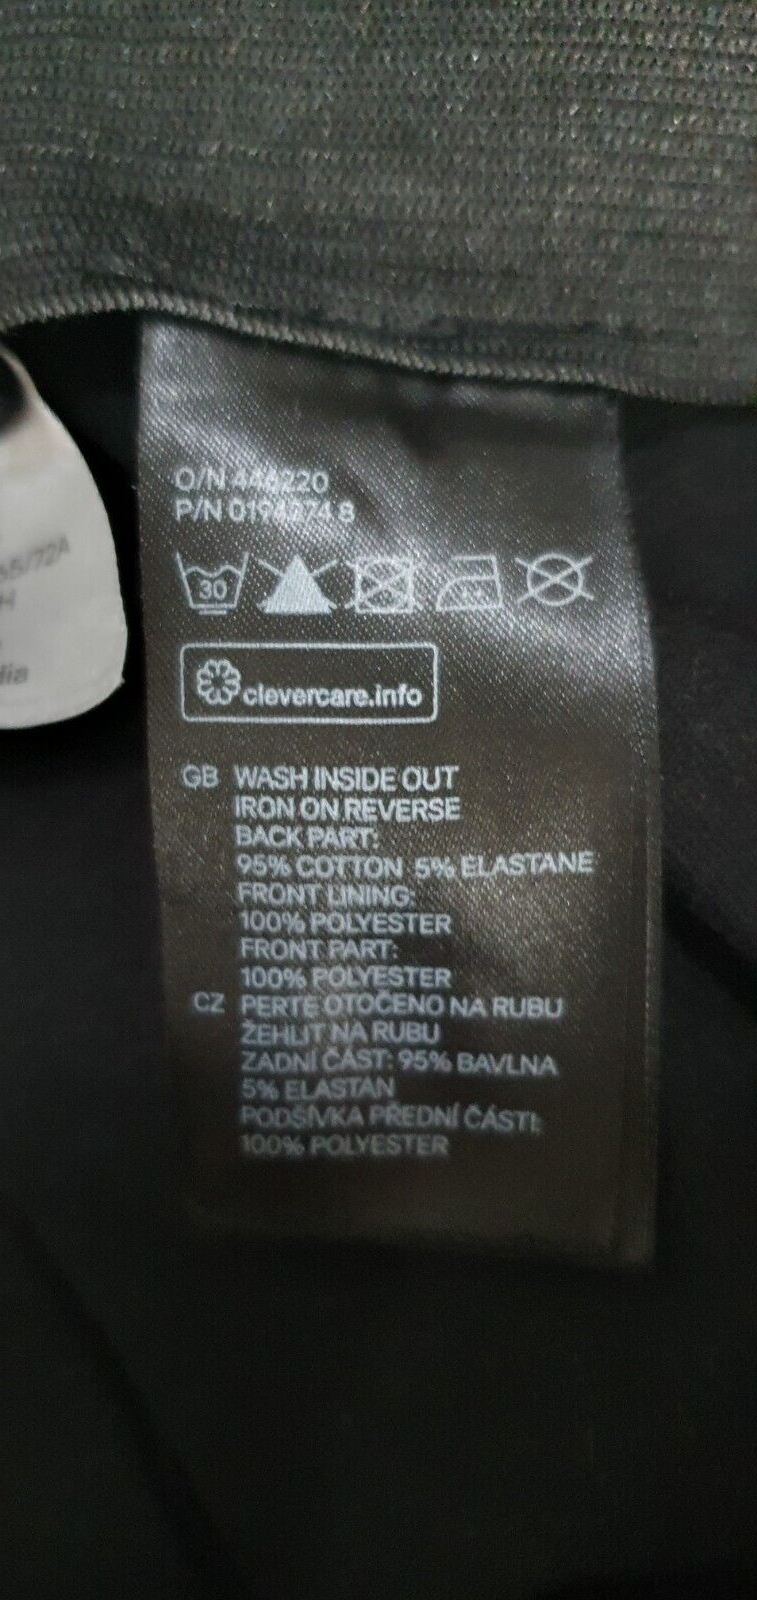 O/N 446220
P/N 0194274 8
30
clevercare.info
GB WASH INSIDE OUT
IRON ON REVERSE
BACK PART:
95% COTTON 5% ELASTANE
FRONT LINING:
100% POLYESTER
FRONT PART:
100% POLYESTER
CZ PERTE OTOČENO NA RUBU
ŽEHLIT NA RUBU
ZADNÍ ČÁST: 95% BAVLNA
5% ELASTAN
PODŠÍVKA PŘEDNÍ ČÁSTI:
100% POLYESTER